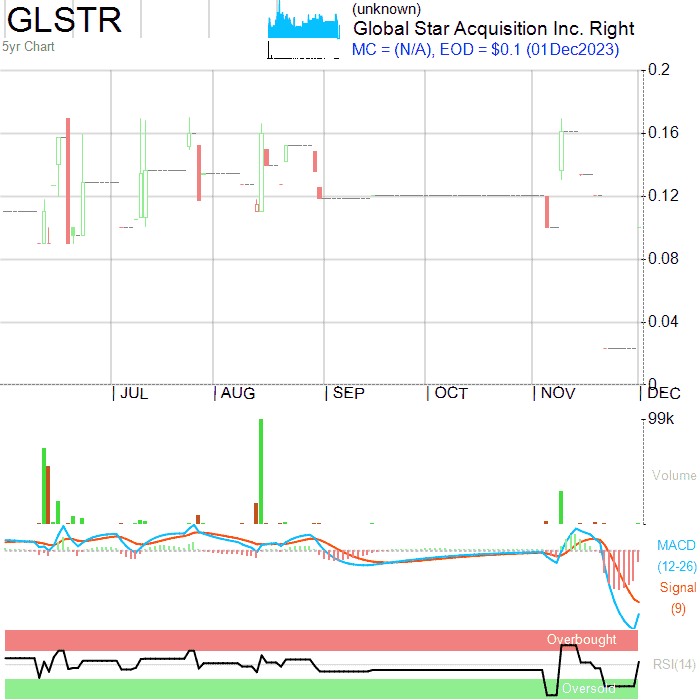 GLSTR
5yr Chart
(unknown)
Global Star Acquisition Inc. Right
MC = (N/A), EOD = $0.1 (01Dec2023)
0.2
0.16
0.12
0.08
0.04
0
JUL AUG SEP OCT NOV DEC
99k
Volume
MACD
(12-26)
Signal
(9)
Overbought
RSI(14)
Oversold